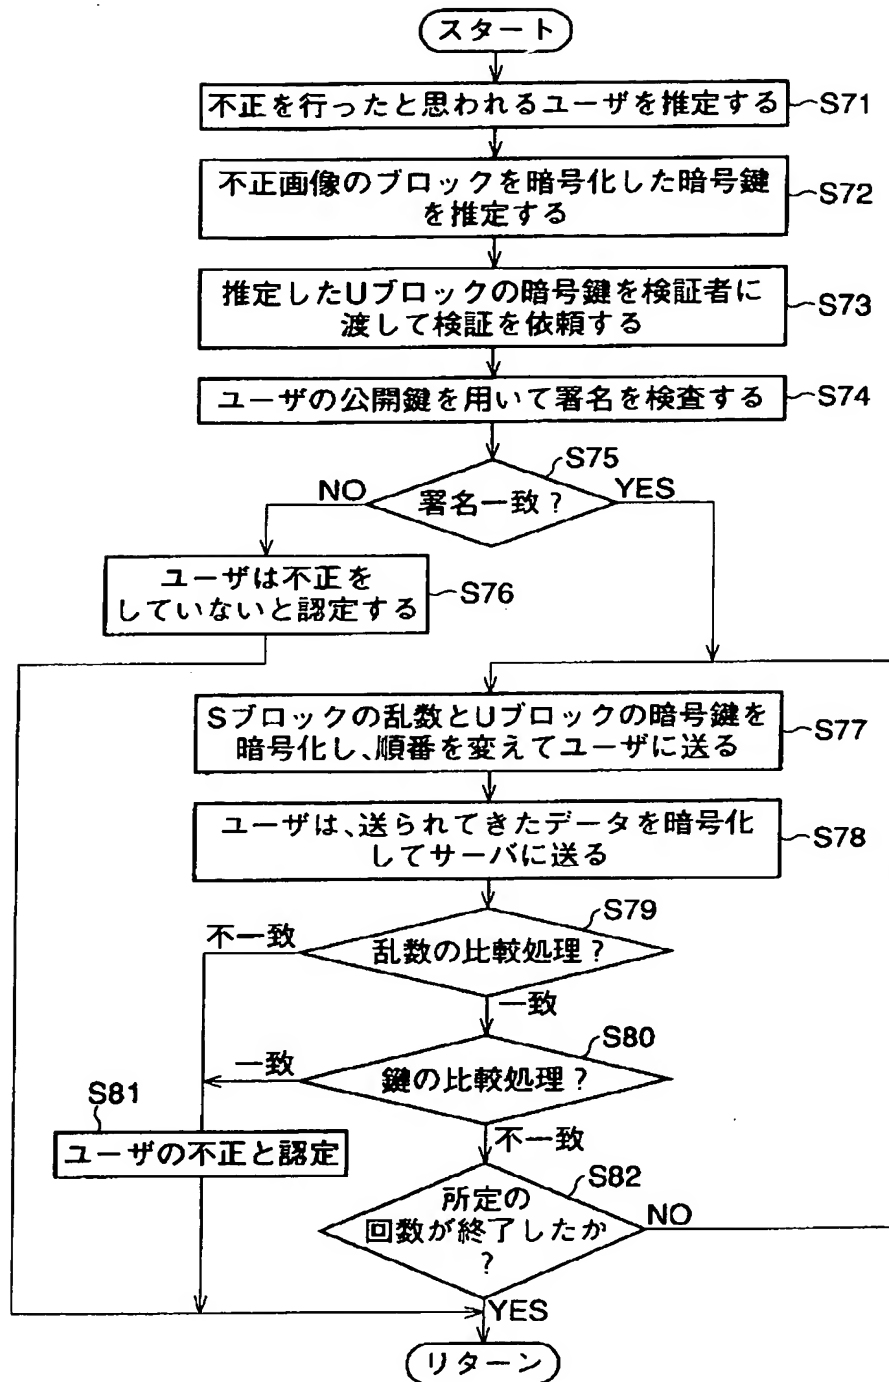 スタート
不正を行ったと思われるユーザを推定する
S71
不正画像のブロックを暗号化した暗号鍵
を推定する
S72
推定したUブロックの暗号鍵を検証者に
渡して検証を依頼する
S73
ユーザの公開鍵を用いて署名を検査する
S74
S75
NO
署名一致?
YES
ユーザは不正を
していないと認定する
S76
Sブロックの乱数とUブロックの暗号鍵を
暗号化し、順番を変えてユーザに送る
S77
ユーザは、送られてきたデータを暗号化
してサーバに送る
S78
S79
不一致
乱数の比較処理?
一致
S80
一致
鍵の比較処理?
S81
ユーザの不正と認定
不一致
S82
所定の
回数が終了したか
?
NO
YES
リターン